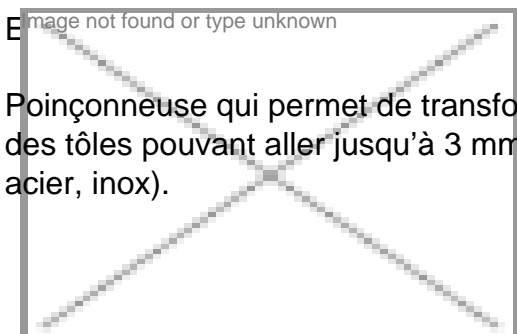 E
Image not found or type unknown
Poinçonneuse qui permet de transfo
des tôles pouvant aller jusqu'à 3 mm
acier, inox).